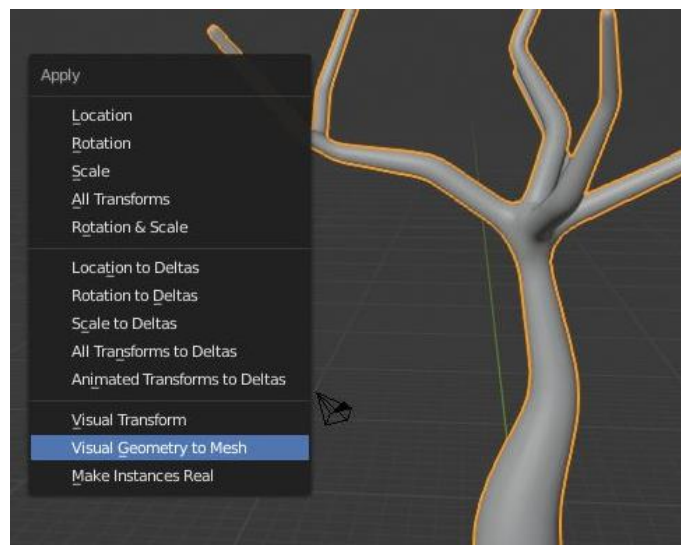 Apply
Location
Rotation
Scale
All Transforms
Rotation & Scale
Location to Deltas
Rotation to Deltas
Scale to Deltas
All Transforms to Deltas
Animated Transforms to Deltas
Visual Transform
Visual Geometry to Mesh
Make Instances Real